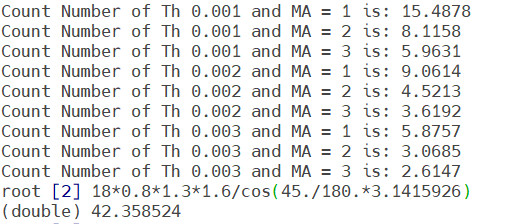 Count Number of Th 0.001 and MA = 1 is: 15.4878
Count Number of Th 0.001 and MA = 2 is: 8.1158
Count Number of Th 0.001 and MA = 3 is: 5.9631
Count Number of Th 0.002 and MA = 1 is: 9.0614
Count Number of Th 0.002 and MA = 2 is: 4.5213
Count Number of Th 0.002 and MA = 3 is: 3.6192
Count Number of Th 0.003 and MA = 1 is: 5.8757
Count Number of Th 0.003 and MA = 2 is: 3.0685
Count Number of Th 0.003 and MA = 3 is: 2.6147
root [2] 18*0.8*1.3*1.6/cos(45./180.*3.1415926)
(double) 42.358524